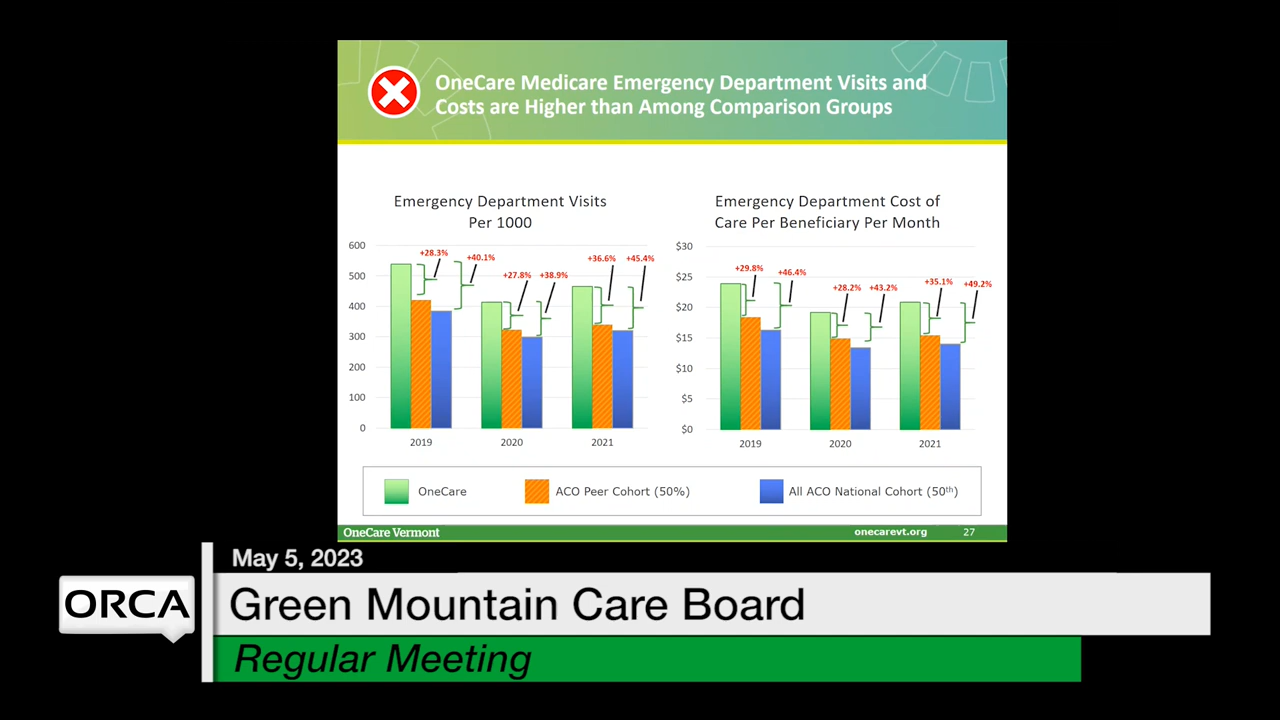 OneCare Medicare Emergency Department Visits and
Costs are Higher than Among Comparison Groups
Emergency Department Visits
Per 1000
600
500
400
300
200
100
0
+28.3%
+40.1%
+27.8%
+38.9%
+36.6%
+45.4%
2019
2020
2021
Emergency Department Cost of
Care Per Beneficiary Per Month
$30
$25
$20
$15
$10
$5
$0
+29.8%
+46.4%
+28.2%
+43.2%
+35.1%
+49.2%
2019
2020
2021
OneCare
ACO Peer Cohort (50%)
All ACO National Cohort (50th)
OneCare Vermont
onecarevt.org 27
May 5, 2023
ORCA
Green Mountain Care Board
Regular Meeting